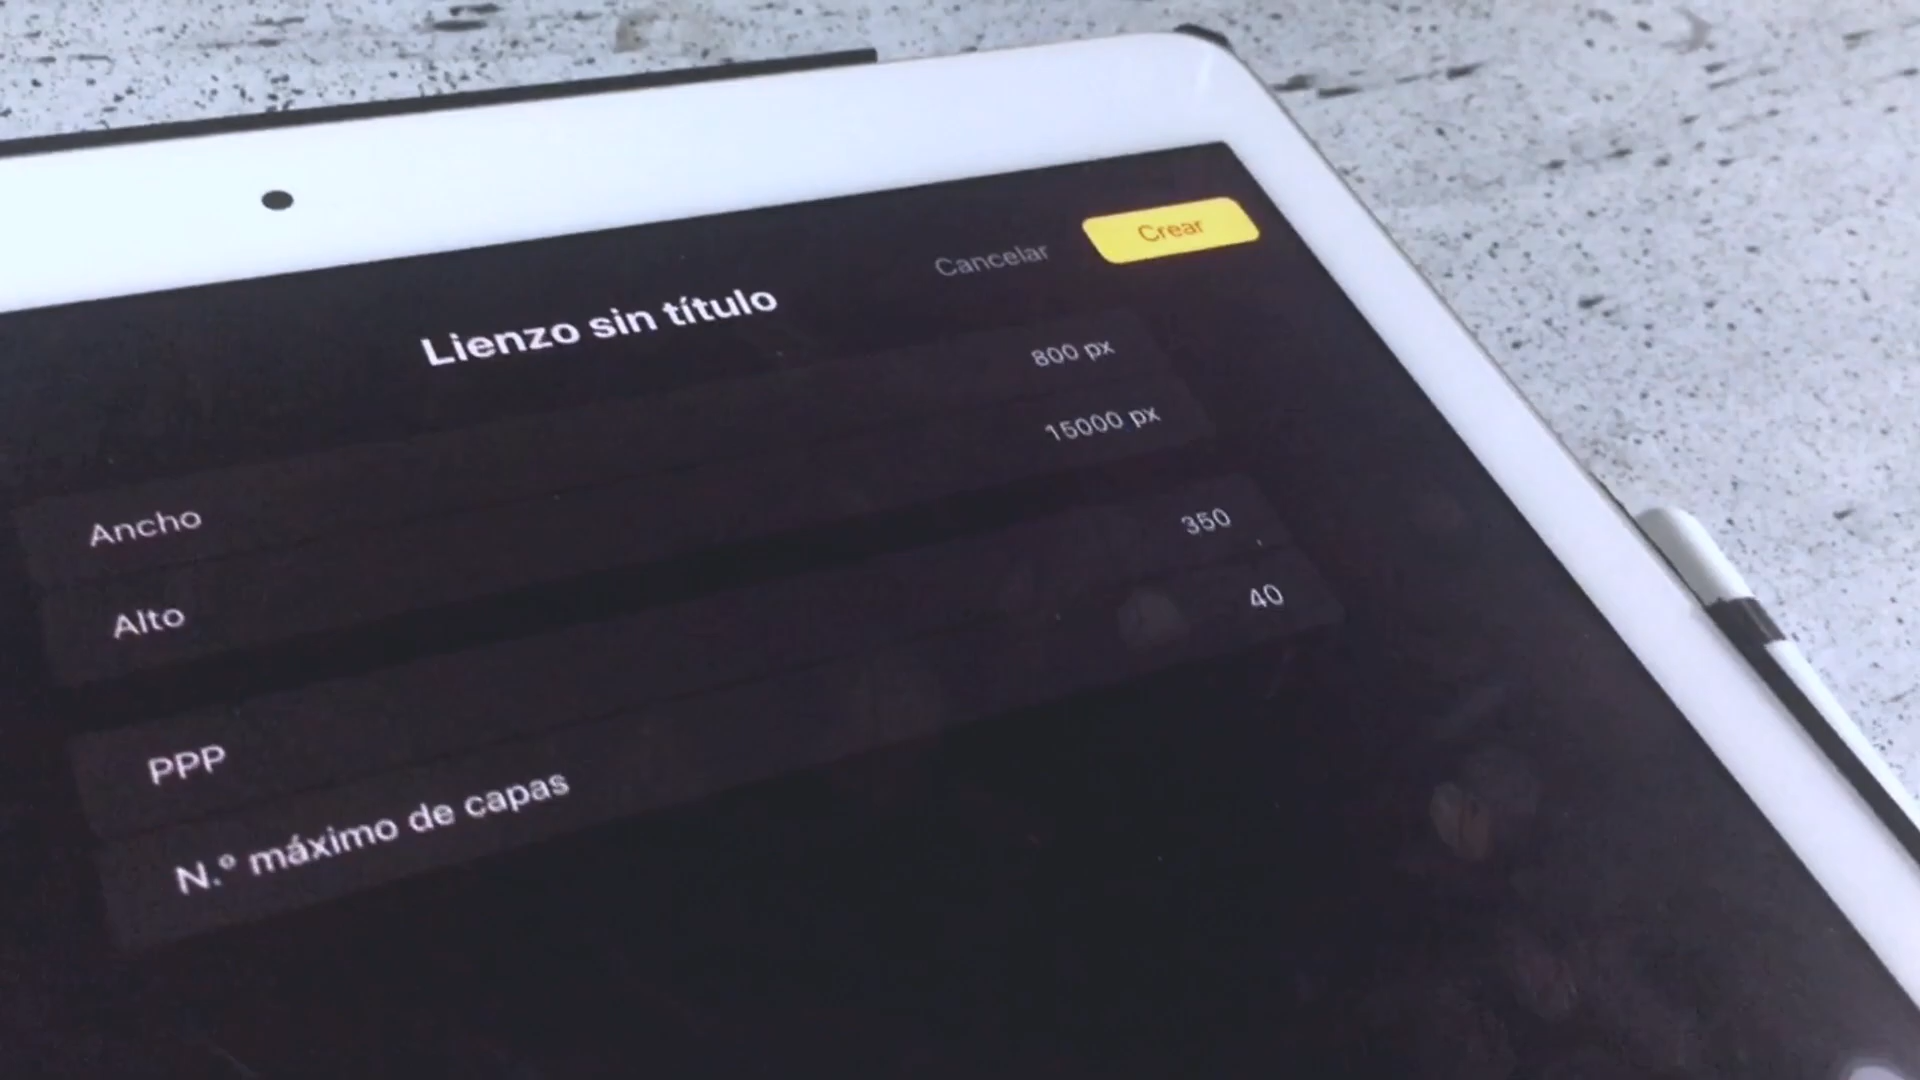 Cancelar Crear
Lienzo sin título
Ancho 800 px
Alto 15000 px
PPP 350
N.º máximo de capas 40